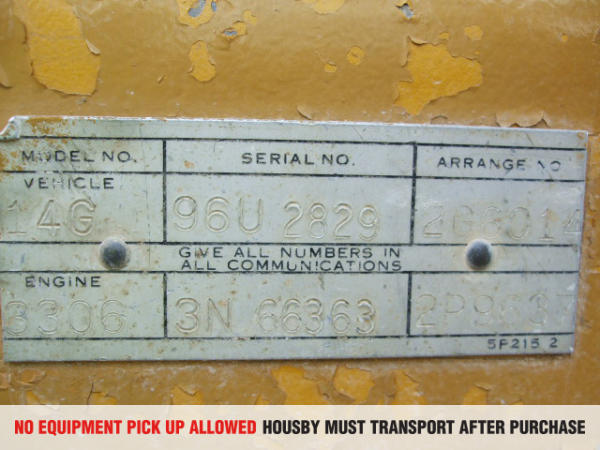 MODEL NO. SERIAL NO. ARRANGE NO
VEHICLE
14G 96U 2829
GIVE ALL NUMBERS IN
ALL COMMUNICATIONS
ENGINE
3306 3N 66363
5P215 2
NO EQUIPMENT PICK UP ALLOWED HOUSBY MUST TRANSPORT AFTER PURCHASE